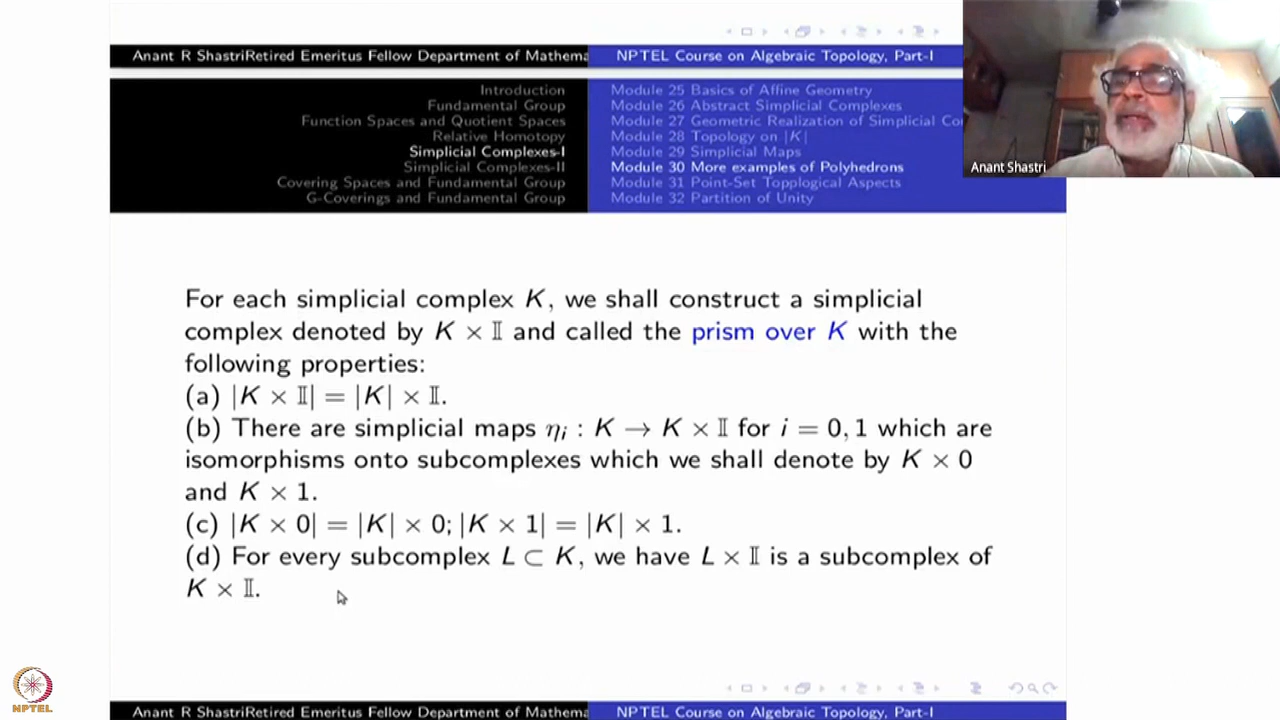 Anant R ShastriRetired Emeritus Fellow Department of Mathema NPTEL Course on Algebraic Topology, Part-I
Introduction
Fundamental Group
Function Spaces and Quotient Spaces
Relative Homotopy
Simplicial Complexes-I
Simplicial Complexes-II
Covering Spaces and Fundamental Group
G-Coverings and Fundamental Group
Module 25 Basics of Affine Geometry
Module 26 Abstract Simplicial Complexes
Module 27 Geometric Realization of Simplicial Co
Module 28 Topology on |K|
Module 29 Simplicial Maps
Module 30 More examples of Polyhedrons
Module 31 Point-Set Topplogical Aspects
Module 32 Partition of Unity
Anant Shastri
For each simplicial complex K, we shall construct a simplicial
complex denoted by K × 𝕀 and called the prism over K with the
following properties:
(a) |K × 𝕀| = |K| × 𝕀.
(b) There are simplicial maps ηᵢ : K → K × 𝕀 for i = 0, 1 which are
isomorphisms onto subcomplexes which we shall denote by K × 0
and K × 1.
(c) |K × 0| = |K| × 0; |K × 1| = |K| × 1.
(d) For every subcomplex L ⊂ K, we have L × 𝕀 is a subcomplex of
K × 𝕀.
NPTEL
Anant R ShastriRetired Emeritus Fellow Department of Mathema NPTEL Course on Algebraic Topology, Part-I